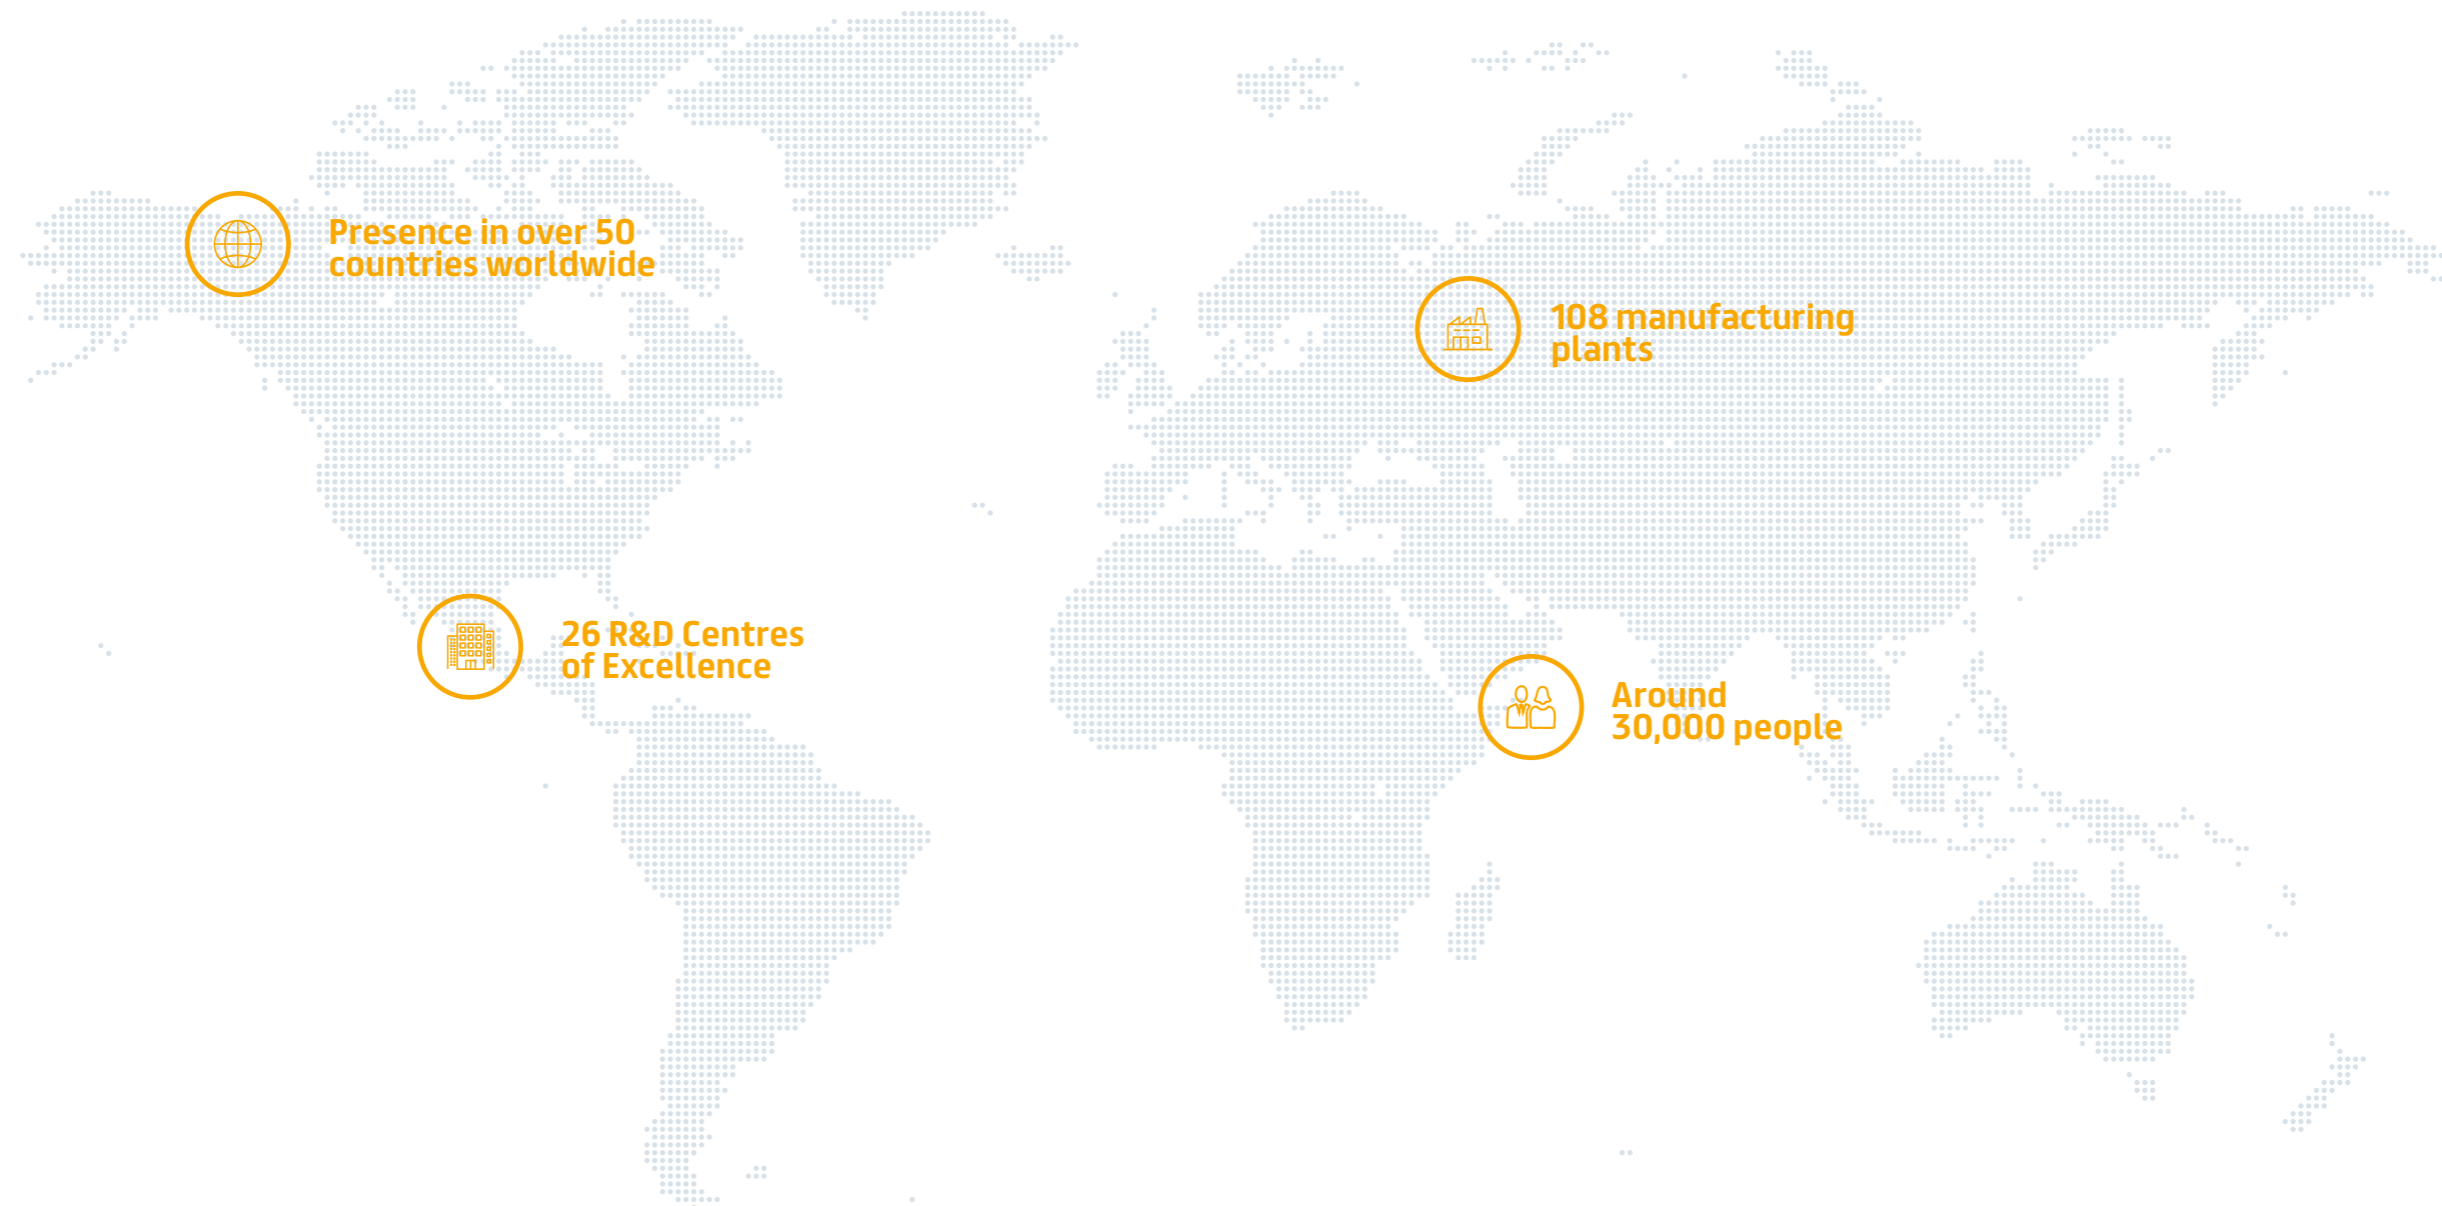 Presence in over 50
countries worldwide
108 manufacturing
plants
26 R&D Centres
of Excellence
Around
30,000 people